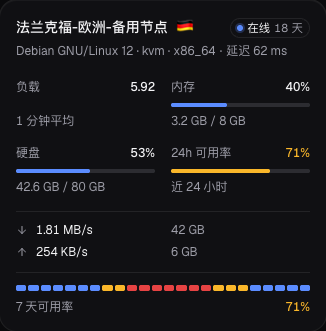 法兰克福-欧洲-备用节点 在线 18 天
Debian GNU/Linux 12 · kvm · x86_64 · 延迟 62 ms
负载 5.92 内存 40%
1 分钟平均 3.2 GB / 8 GB
硬盘 53% 24h 可用率 71%
42.6 GB / 80 GB 近 24 小时
↓ 1.81 MB/s 42 GB
↑ 254 KB/s 6 GB
7 天可用率 71%